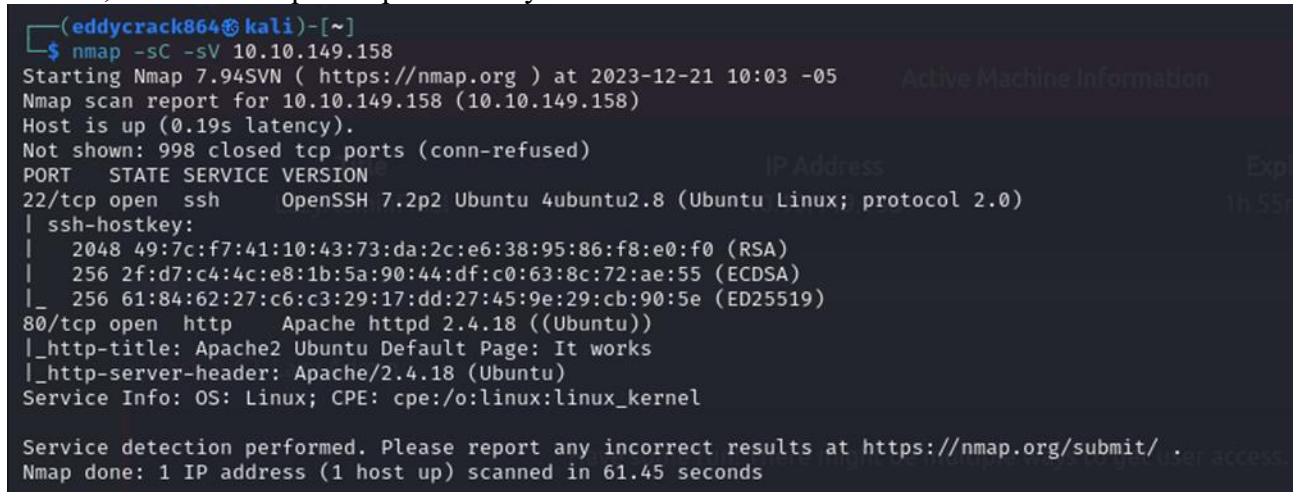 ┌──(eddycrack864㉿kali)-[~]
└─$ nmap -sC -sV 10.10.149.158
Starting Nmap 7.94SVN ( https://nmap.org ) at 2023-12-21 10:03 -05
Active Machine Information
Nmap scan report for 10.10.149.158 (10.10.149.158)
Host is up (0.19s latency).
Not shown: 998 closed tcp ports (conn-refused)
IP Address
PORT   STATE SERVICE VERSION
22/tcp open  ssh     OpenSSH 7.2p2 Ubuntu 4ubuntu2.8 (Ubuntu Linux; protocol 2.0)
| ssh-hostkey:
|   2048 49:7c:f7:41:10:43:73:da:2c:e6:38:95:86:f8:e0:f0 (RSA)
|   256 2f:d7:c4:4c:e8:1b:5a:90:44:df:c0:63:8c:72:ae:55 (ECDSA)
|_  256 61:84:62:27:c6:c3:29:17:dd:27:45:9e:29:cb:90:5e (ED25519)
80/tcp open  http    Apache httpd 2.4.18 ((Ubuntu))
|_http-title: Apache2 Ubuntu Default Page: It works
|_http-server-header: Apache/2.4.18 (Ubuntu)
Service Info: OS: Linux; CPE: cpe:/o:linux:linux_kernel
Service detection performed. Please report any incorrect results at https://nmap.org/submit/ .
Nmap done: 1 IP address (1 host up) scanned in 61.45 seconds
user access.